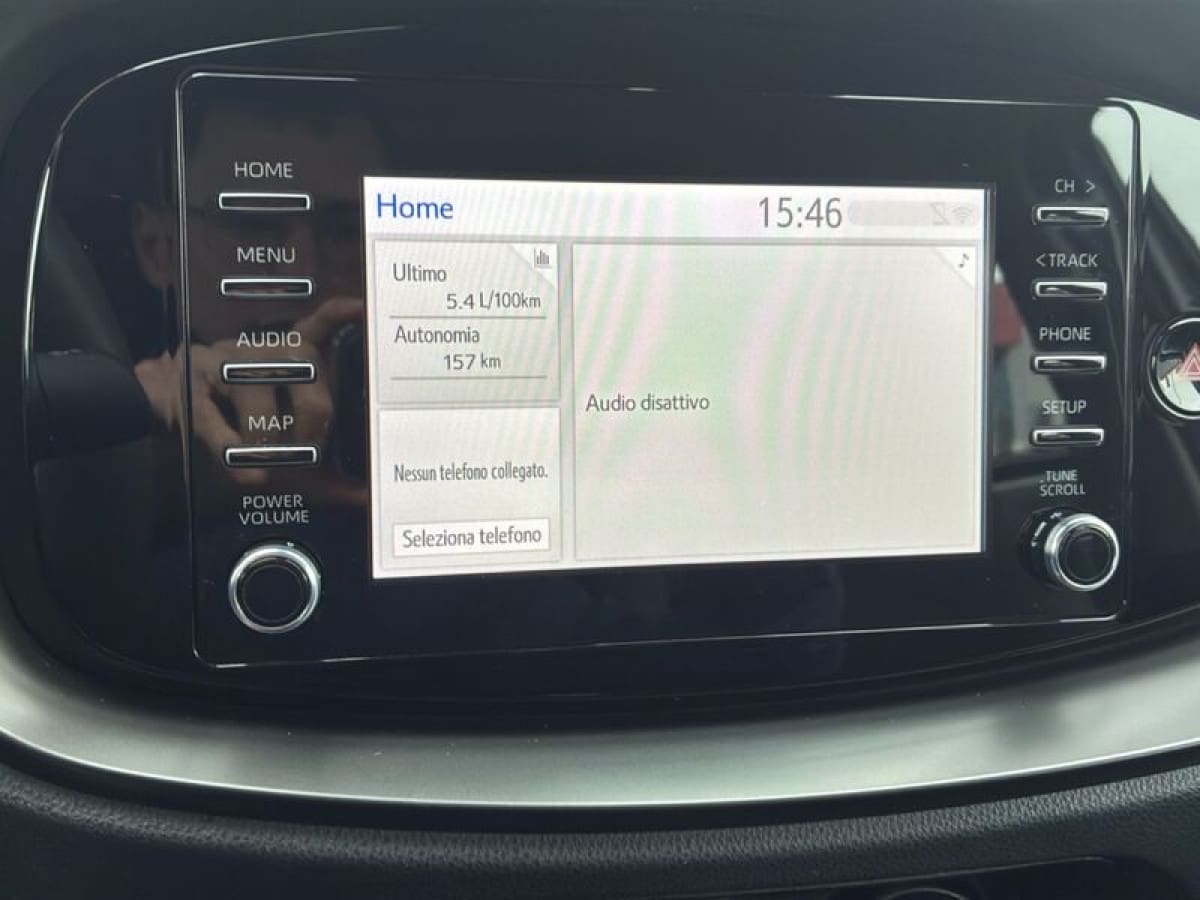 HOME
MENU
AUDIO
MAP
POWER
VOLUME
Home
15:46
Ultimo
5.4 L/100km
Autonomia
157 km
Nessun telefono collegato.
Seleziona telefono
Audio disattivo
CH >
< TRACK
PHONE
SETUP
TUNE
SCROLL